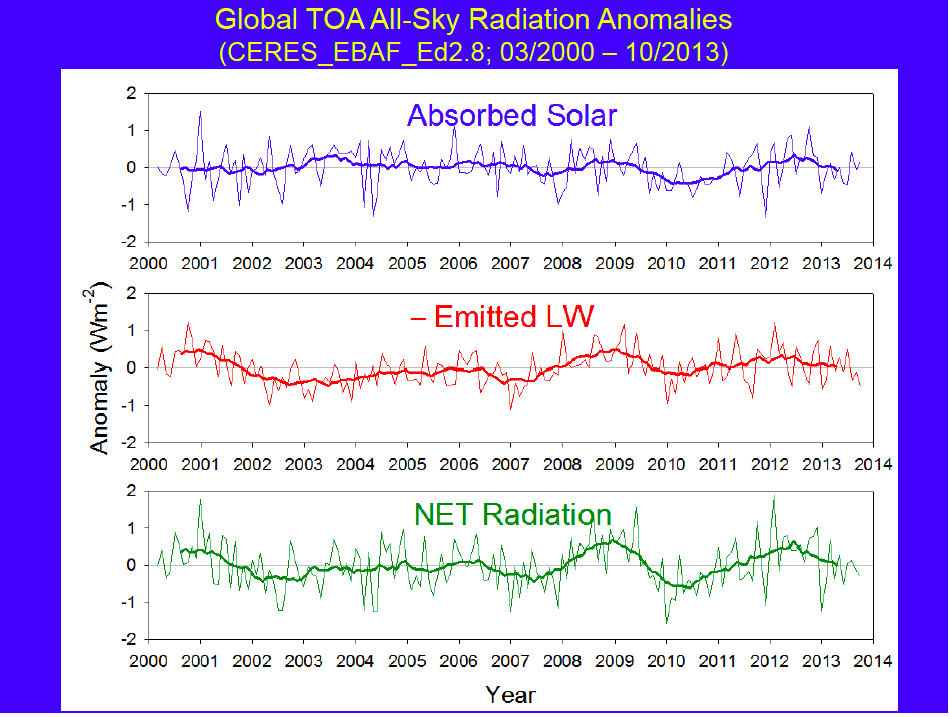 Global TOA All-Sky Radiation Anomalies
(CERES_EBAF_Ed2.8; 03/2000 – 10/2013)
Absorbed Solar
2
1
0
-1
-2
2000 2001 2002 2003 2004 2005 2006 2007 2008 2009 2010 2011 2012 2013 2014
Anomaly (Wm-2)
– Emitted LW
2
1
0
-1
-2
2000 2001 2002 2003 2004 2005 2006 2007 2008 2009 2010 2011 2012 2013 2014
NET Radiation
2
1
0
-1
-2
2000 2001 2002 2003 2004 2005 2006 2007 2008 2009 2010 2011 2012 2013 2014
Year